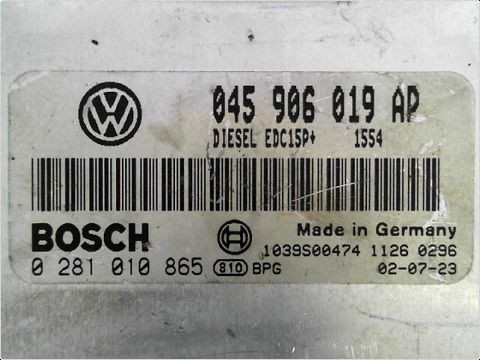 045 906 019 AP
DIESEL EDC15P+ 1554
BOSCH
Made in Germany
1039S00474 1126 0296
0 281 010 865 810 BPG 02-07-23